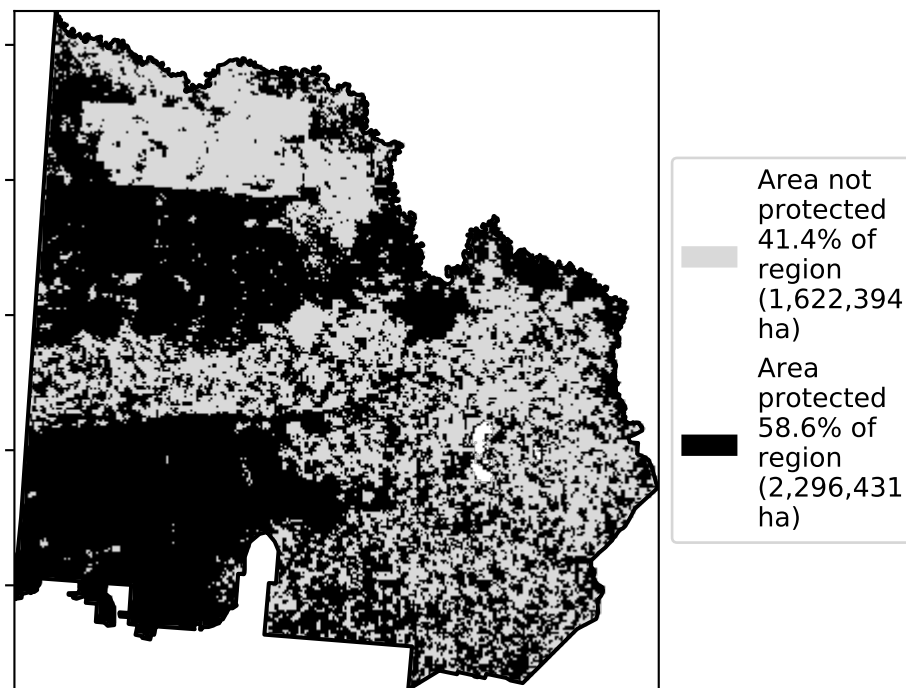 Area not
protected
41.4% of
region
(1,622,394
ha)
Area
protected
58.6% of
region
(2,296,431
ha)